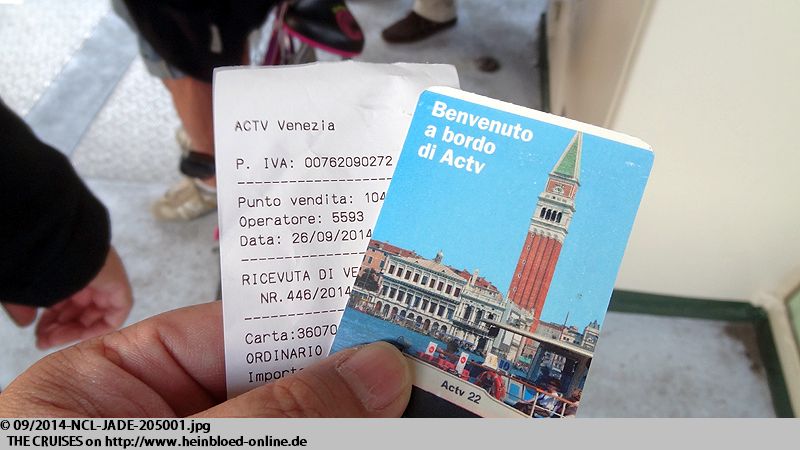 ACTV Venezia
P. IVA: 00762090272
Punto vendita: 104
Operatore: 5593
Data: 26/09/2014
RICEVUTA DI VE
NR.446/2014
Carta:36070
ORDINARIO
Benvenuto
a bordo
di Actv
Actv 22
© 09/2014-NCL-JADE-205001.jpg
THE CRUISES on http://www.heinbloed-online.de